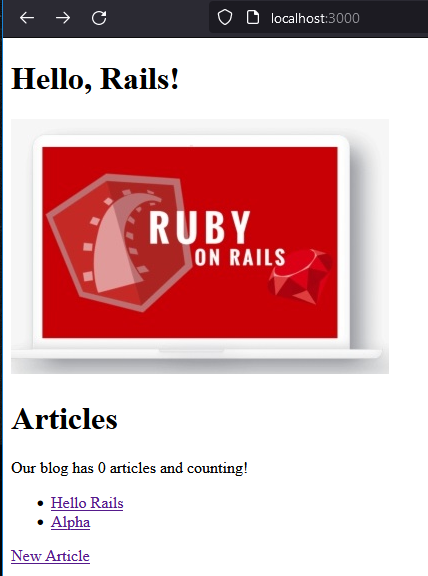 localhost:3000
Hello, Rails!
RUBY
ON RAILS
Articles
Our blog has 0 articles and counting!
Hello Rails
Alpha
New Article